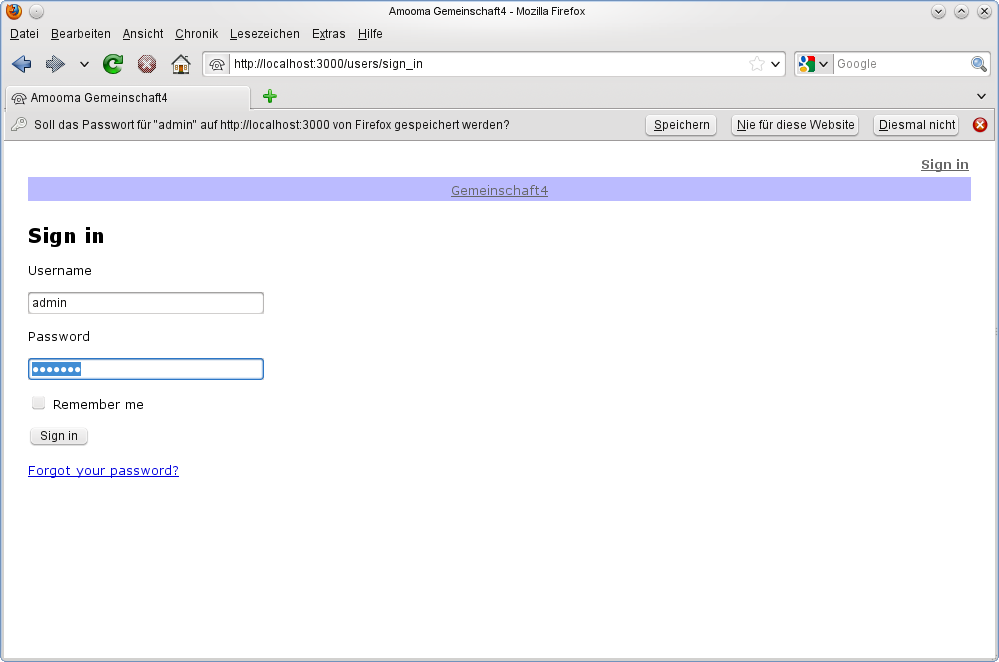 Amooma Gemeinschaft4 - Mozilla Firefox
Datei Bearbeiten Ansicht Chronik Lesezeichen Extras Hilfe
http://localhost:3000/users/sign_in Google
Amooma Gemeinschaft4
Soll das Passwort für "admin" auf http://localhost:3000 von Firefox gespeichert werden? Speichern Nie für diese Website Diesmal nicht
Sign in
Gemeinschaft4
Sign in
Username
admin
Password
•••••••
Remember me
Sign in
Forgot your password?